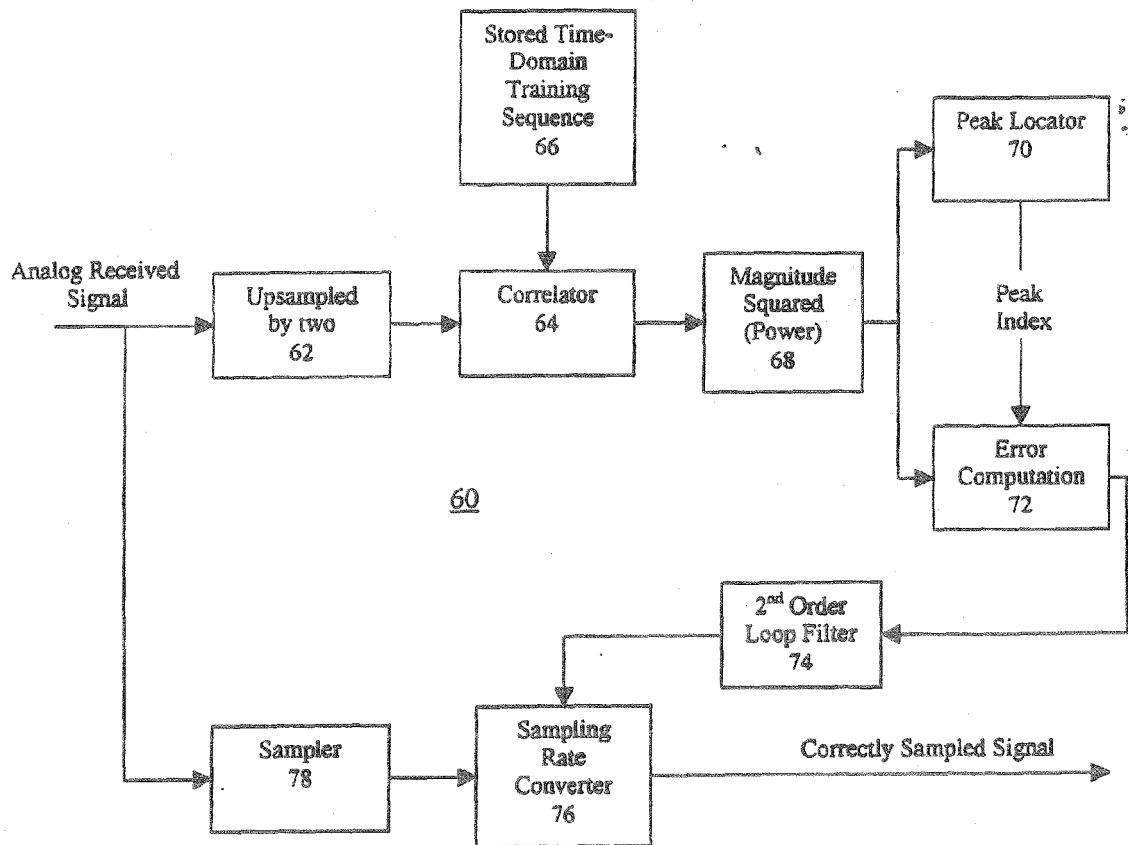 Stored Time-
Domain
Training
Sequence
66
Peak Locator
70
Analog Received
Signal
Upsampled
by two
62
Correlator
64
Magnitude
Squared
(Power)
68
Peak
Index
Error
Computation
72
60
2nd Order
Loop Filter
74
Sampler
78
Sampling
Rate
Converter
76
Correctly Sampled Signal